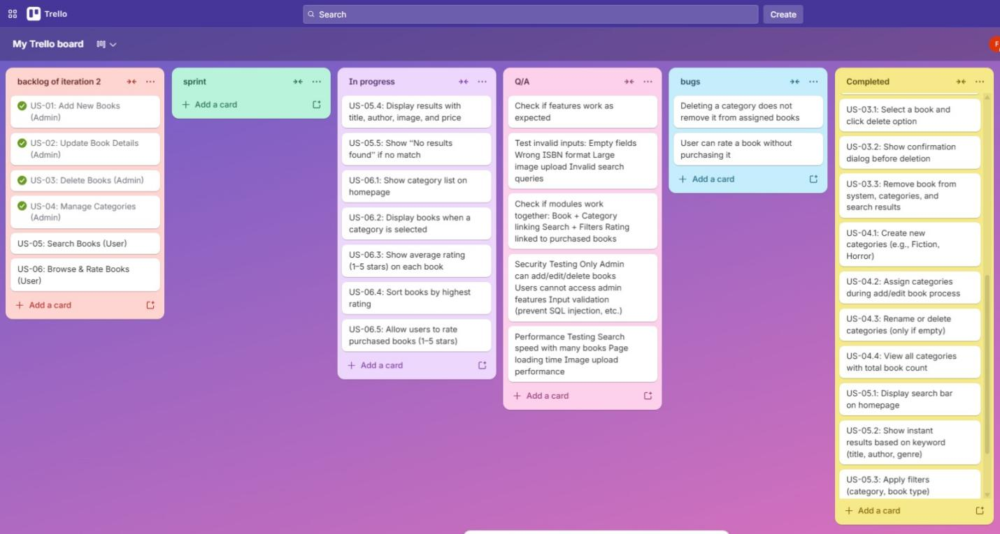 Trello
Search
Create
My Trello board
F
backlog of iteration 2
US-01: Add New Books
(Admin)
US-02: Update Book Details
(Admin)
US-03: Delete Books (Admin)
US-04: Manage Categories
(Admin)
US-05: Search Books (User)
US-06: Browse & Rate Books
(User)
Add a card
sprint
Add a card
In progress
US-05.4: Display results with
title, author, image, and price
US-05.5: Show “No results
found” if no match
US-06.1: Show category list on
homepage
US-06.2: Display books when a
category is selected
US-06.3: Show average rating
(1–5 stars) on each book
US-06.4: Sort books by highest
rating
US-06.5: Allow users to rate
purchased books (1–5 stars)
Add a card
Q/A
Check if features work as
expected
Test invalid inputs: Empty fields
Wrong ISBN format Large
image upload Invalid search
queries
Check if modules work
together: Book + Category
linking Search + Filters Rating
linked to purchased books
Security Testing Only Admin
can add/edit/delete books
Users cannot access admin
features Input validation
(prevent SQL injection, etc.)
Performance Testing Search
speed with many books Page
loading time Image upload
performance
Add a card
bugs
Deleting a category does not
remove it from assigned books
User can rate a book without
purchasing it
Add a card
Completed
US-03.1: Select a book and
click delete option
US-03.2: Show confirmation
dialog before deletion
US-03.3: Remove book from
system, categories, and
search results
US-04.1: Create new
categories (e.g., Fiction,
Horror)
US-04.2: Assign categories
during add/edit book process
US-04.3: Rename or delete
categories (only if empty)
US-04.4: View all categories
with total book count
US-05.1: Display search bar
on homepage
US-05.2: Show instant
results based on keyword
(title, author, genre)
US-05.3: Apply filters
(category, book type)
Add a card